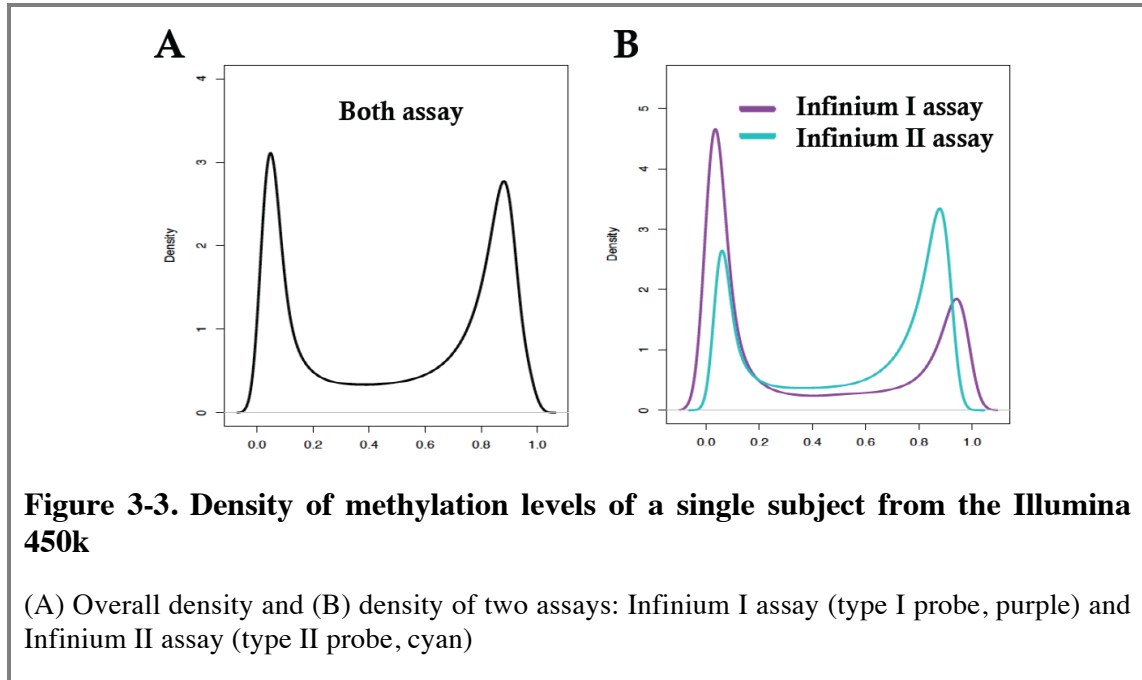 A
B
4
3
2
1
0
Density
0.0 0.2 0.4 0.6 0.8 1.0
Both assay
5
4
3
2
1
0
Density
0.0 0.2 0.4 0.6 0.8 1.0
Infinium I assay
Infinium II assay
Figure 3-3. Density of methylation levels of a single subject from the Illumina
450k
(A) Overall density and (B) density of two assays: Infinium I assay (type I probe, purple) and
Infinium II assay (type II probe, cyan)